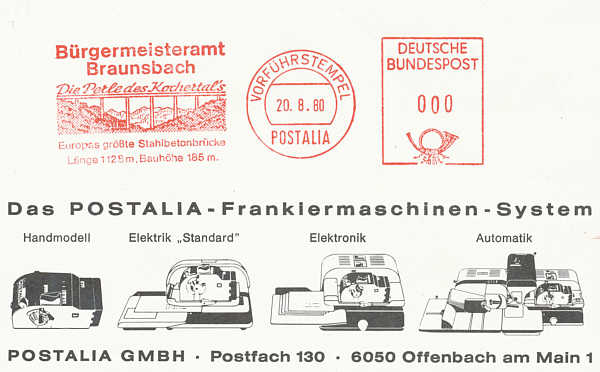 Bürgermeisteramt
Braunsbach
Die Perle des Kochertal's
Europas größte Stahlbetonbrücke
Länge 1128m, Bauhöhe 185 m.
VORFÜHRSTEMPEL
20.8.80
POSTALIA
DEUTSCHE
BUNDESPOST
000
Das POSTALIA-Frankiermaschinen-System
Handmodell
Elektrik „Standard"
Elektronik
Automatik
POSTALIA GMBH · Postfach 130 · 6050 Offenbach am Main 1